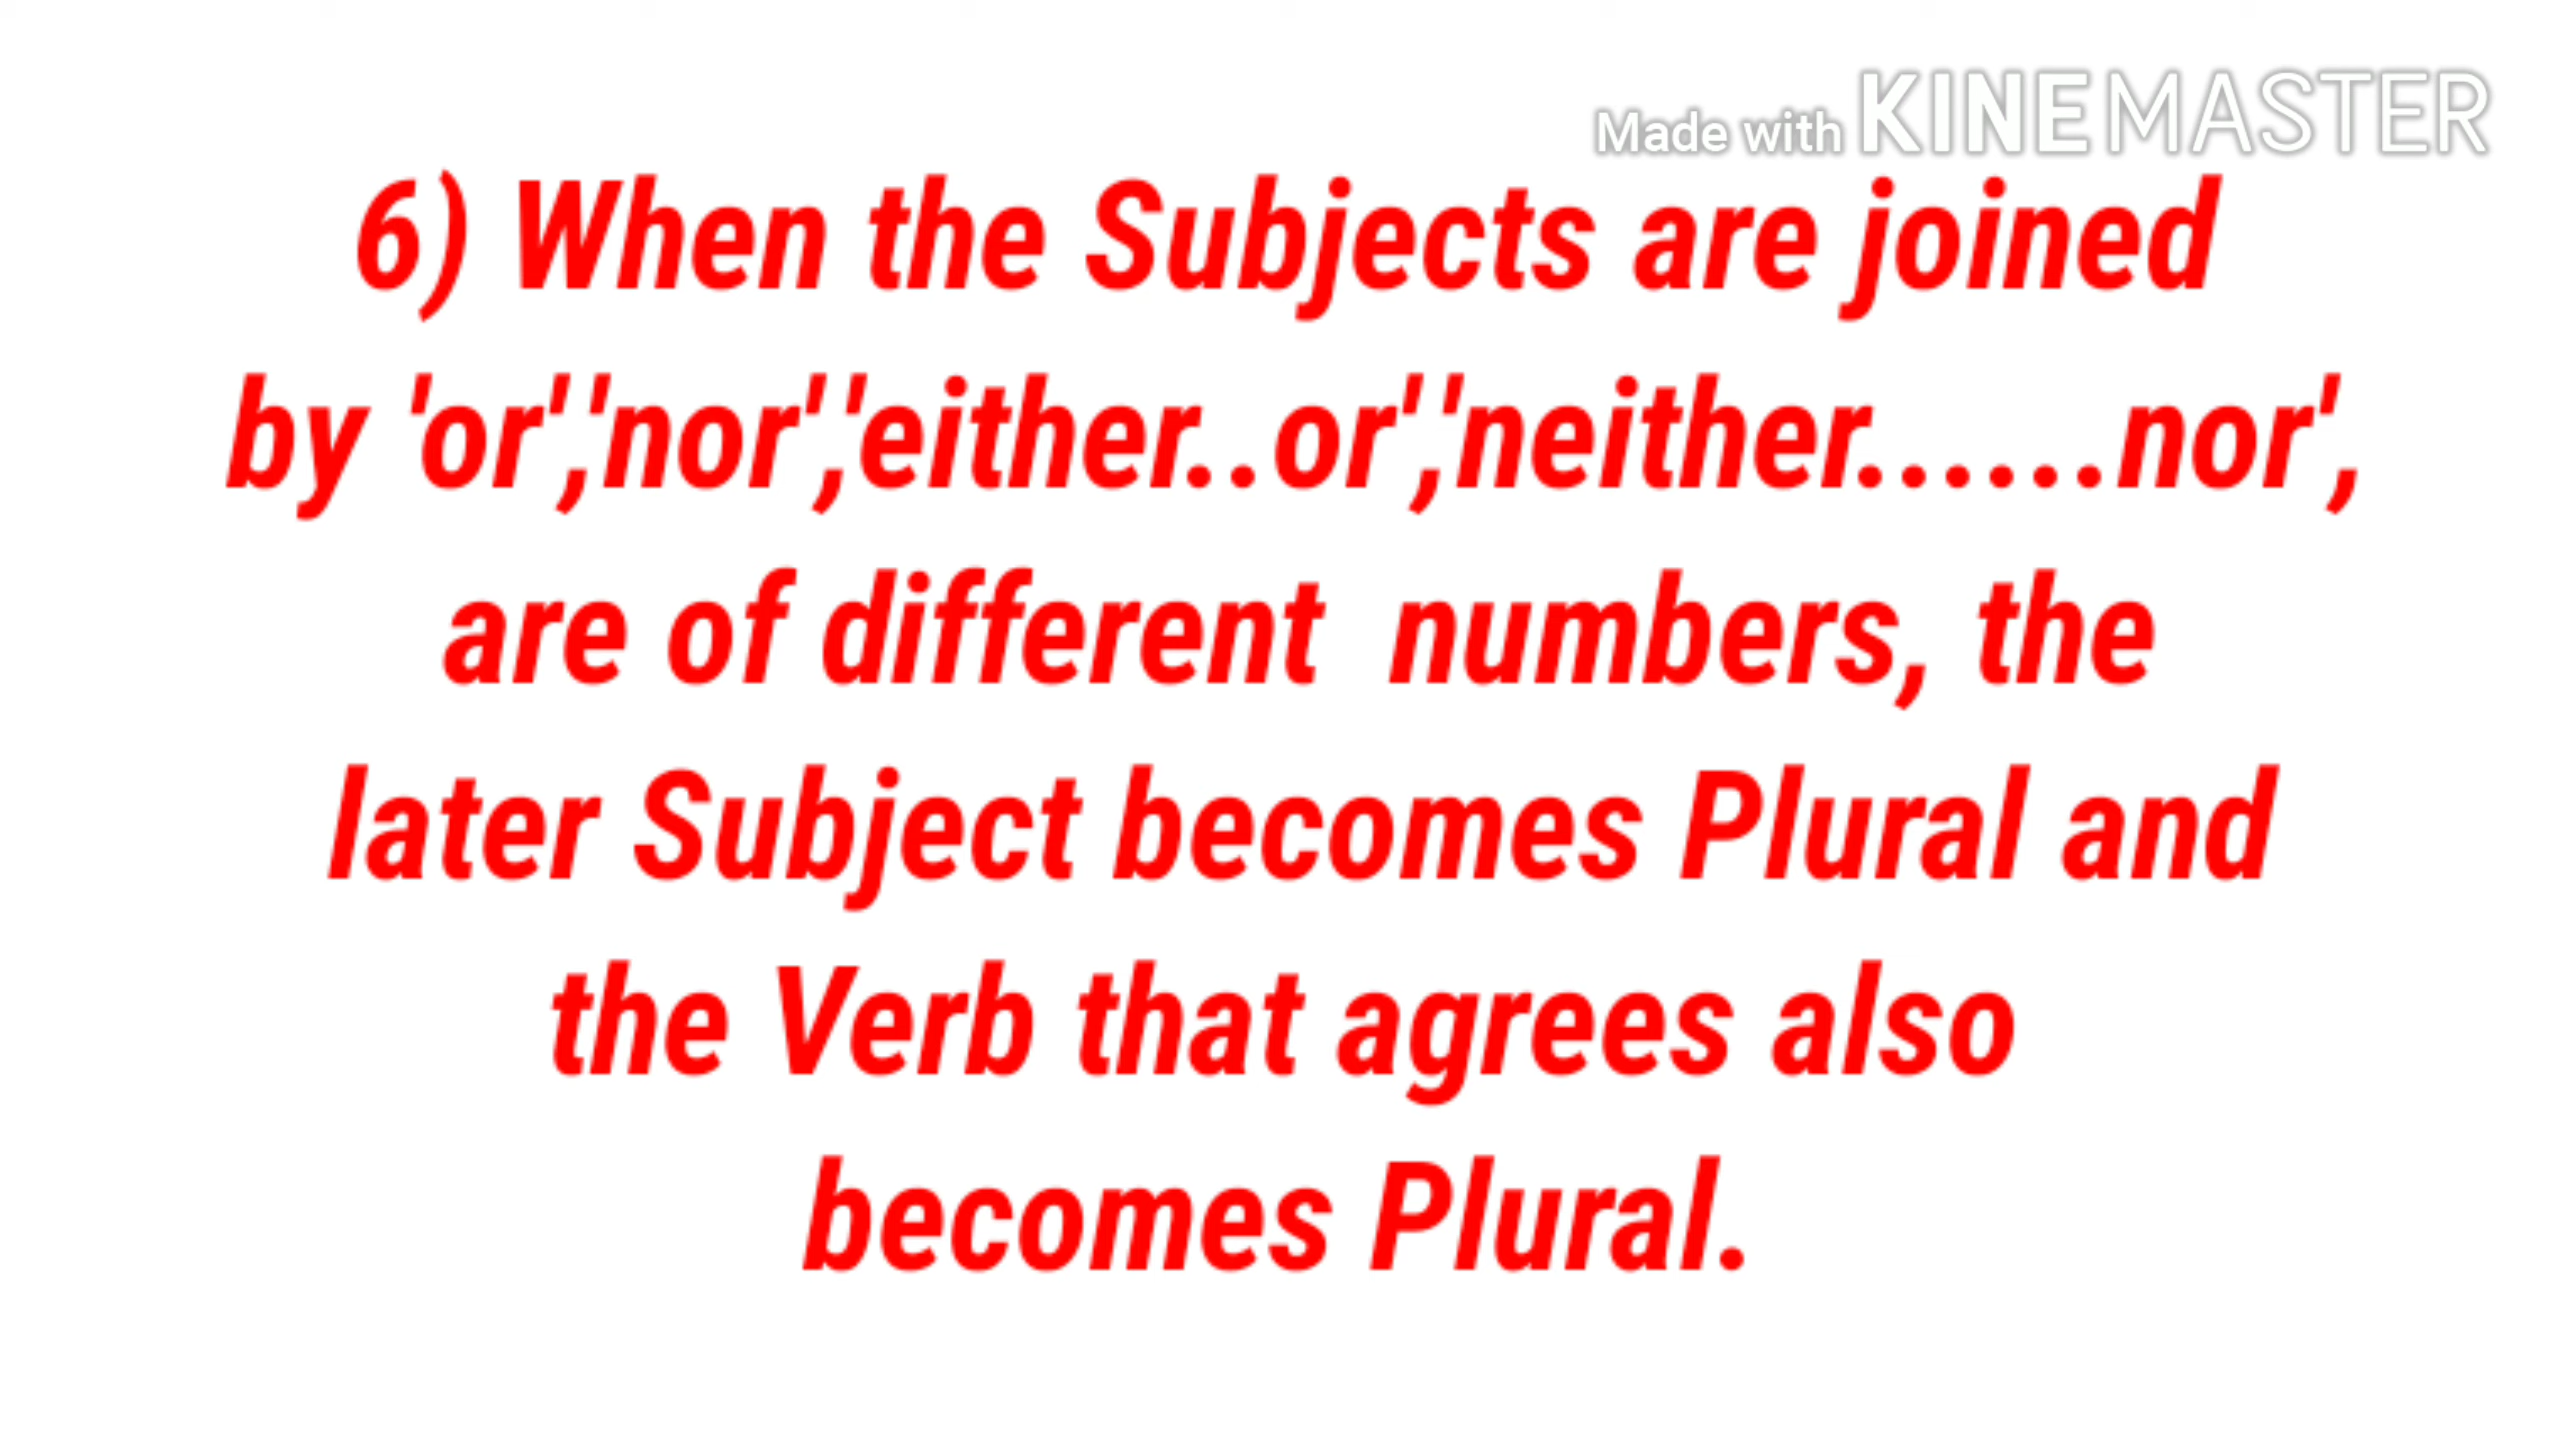 Made with KINEMASTER
6) When the Subjects are joined
by 'or','nor','either..or','neither......nor',
are of different  numbers, the
later Subject becomes Plural and
the Verb that agrees also
becomes Plural.